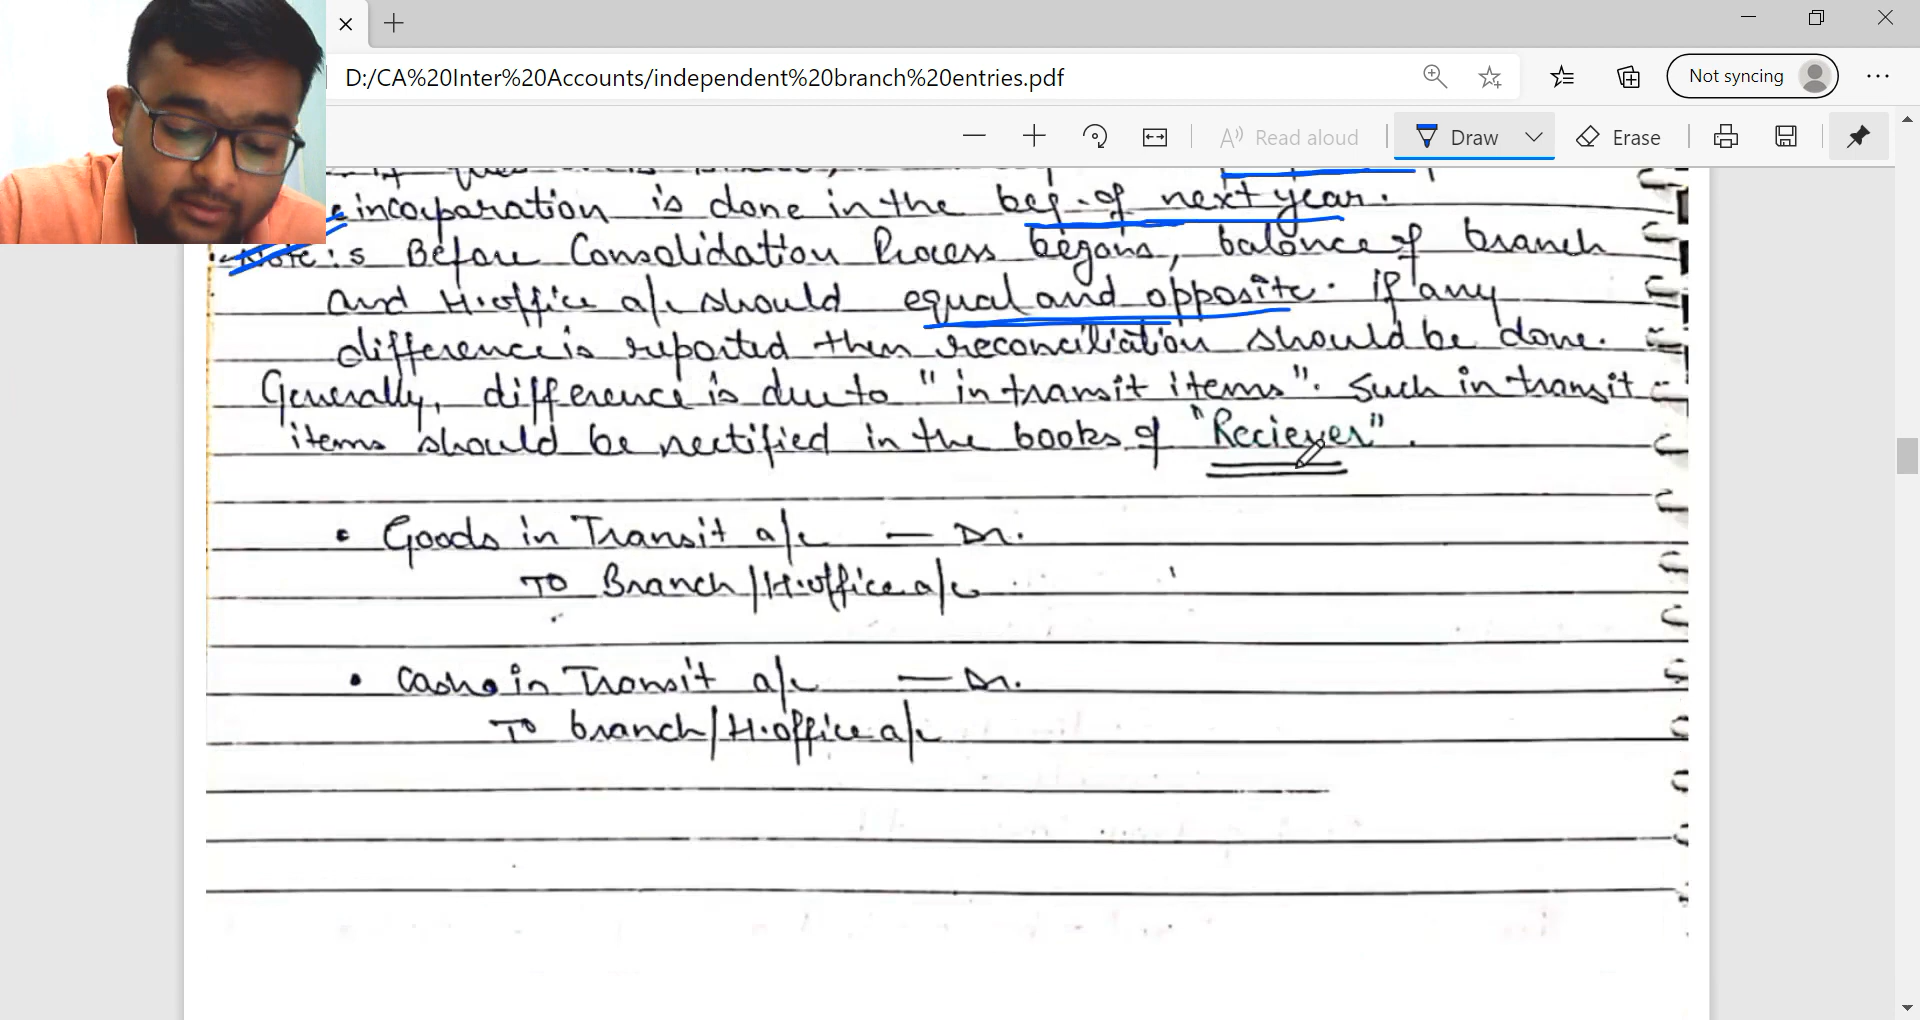 D:/CA%20Inter%20Accounts/independent%20branch%20entries.pdf
Not syncing
Read aloud
Draw
Erase
incorporation is done in the beg. of next year.
Note:s Before Consolidation Process begans, balance of branch
and H.office a/c should equal and opposite. if any
difference is reported then reconciliation should be done.
Generally, difference is due to "in transit items". Such in transit
items should be rectified in the books of "Reciever".
• Goods in Transit a/c — Dr.
To Branch/H.office a/c
• Cash in Transit a/c — Dr.
To branch/H.office a/c